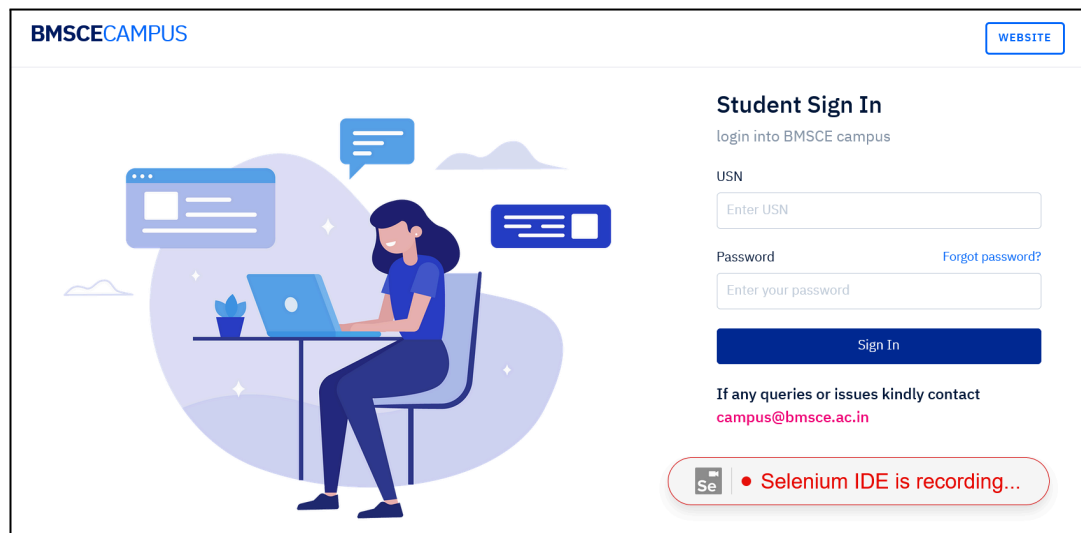 BMSCECAMPUS
WEBSITE
Student Sign In
login into BMSCE campus
USN
Enter USN
Password Forgot password?
Enter your password
Sign In
If any queries or issues kindly contact
campus@bmsce.ac.in
Se Selenium IDE is recording...